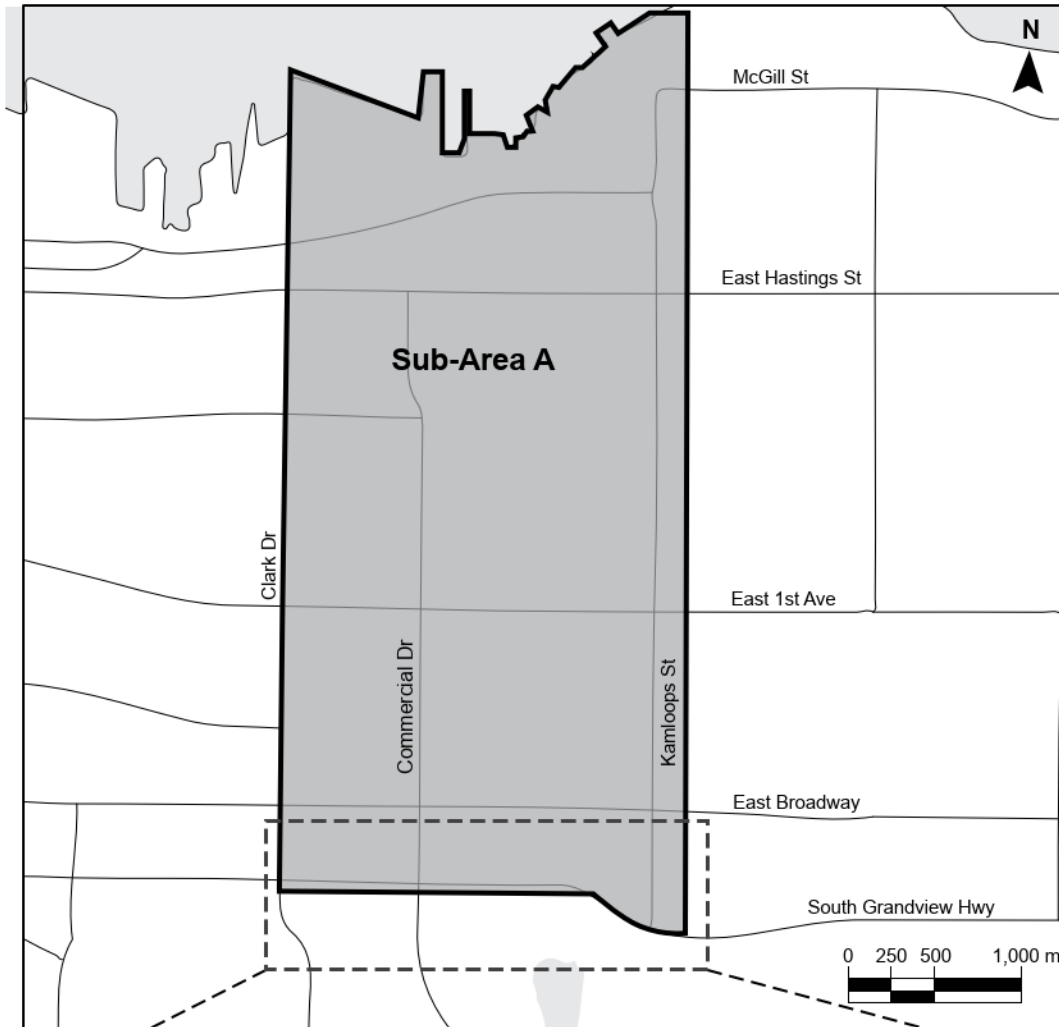 N
McGill St
East Hastings St
Sub-Area A
Clark Dr
East 1st Ave
Commercial Dr
Kamloops St
East Broadway
South Grandview Hwy
0 250 500 1,000 m